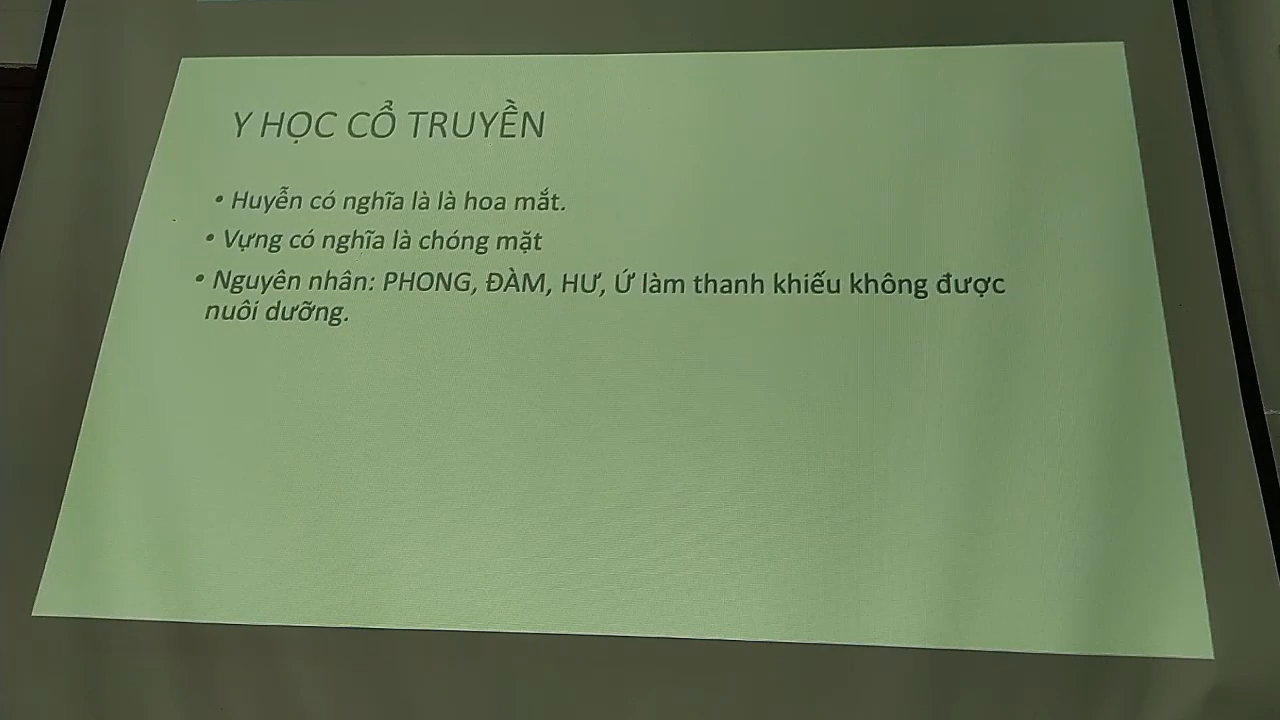 Y HỌC CỔ TRUYỀN
• Huyễn có nghĩa là là hoa mắt.
• Vựng có nghĩa là chóng mặt
• Nguyên nhân: PHONG, ĐÀM, HƯ, Ứ làm thanh khiếu không được
nuôi dưỡng.